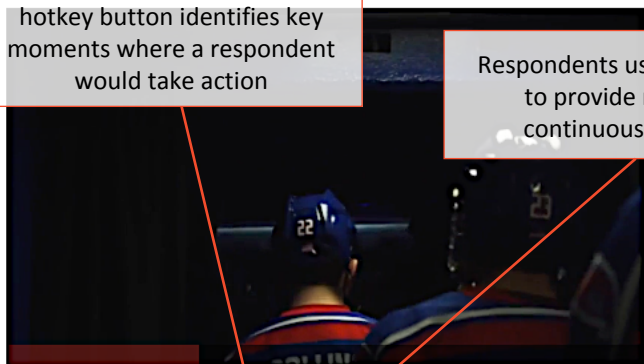 hotkey button identifies key
moments where a respondent
would take action
Respondents us
to provide
continuous
22
23